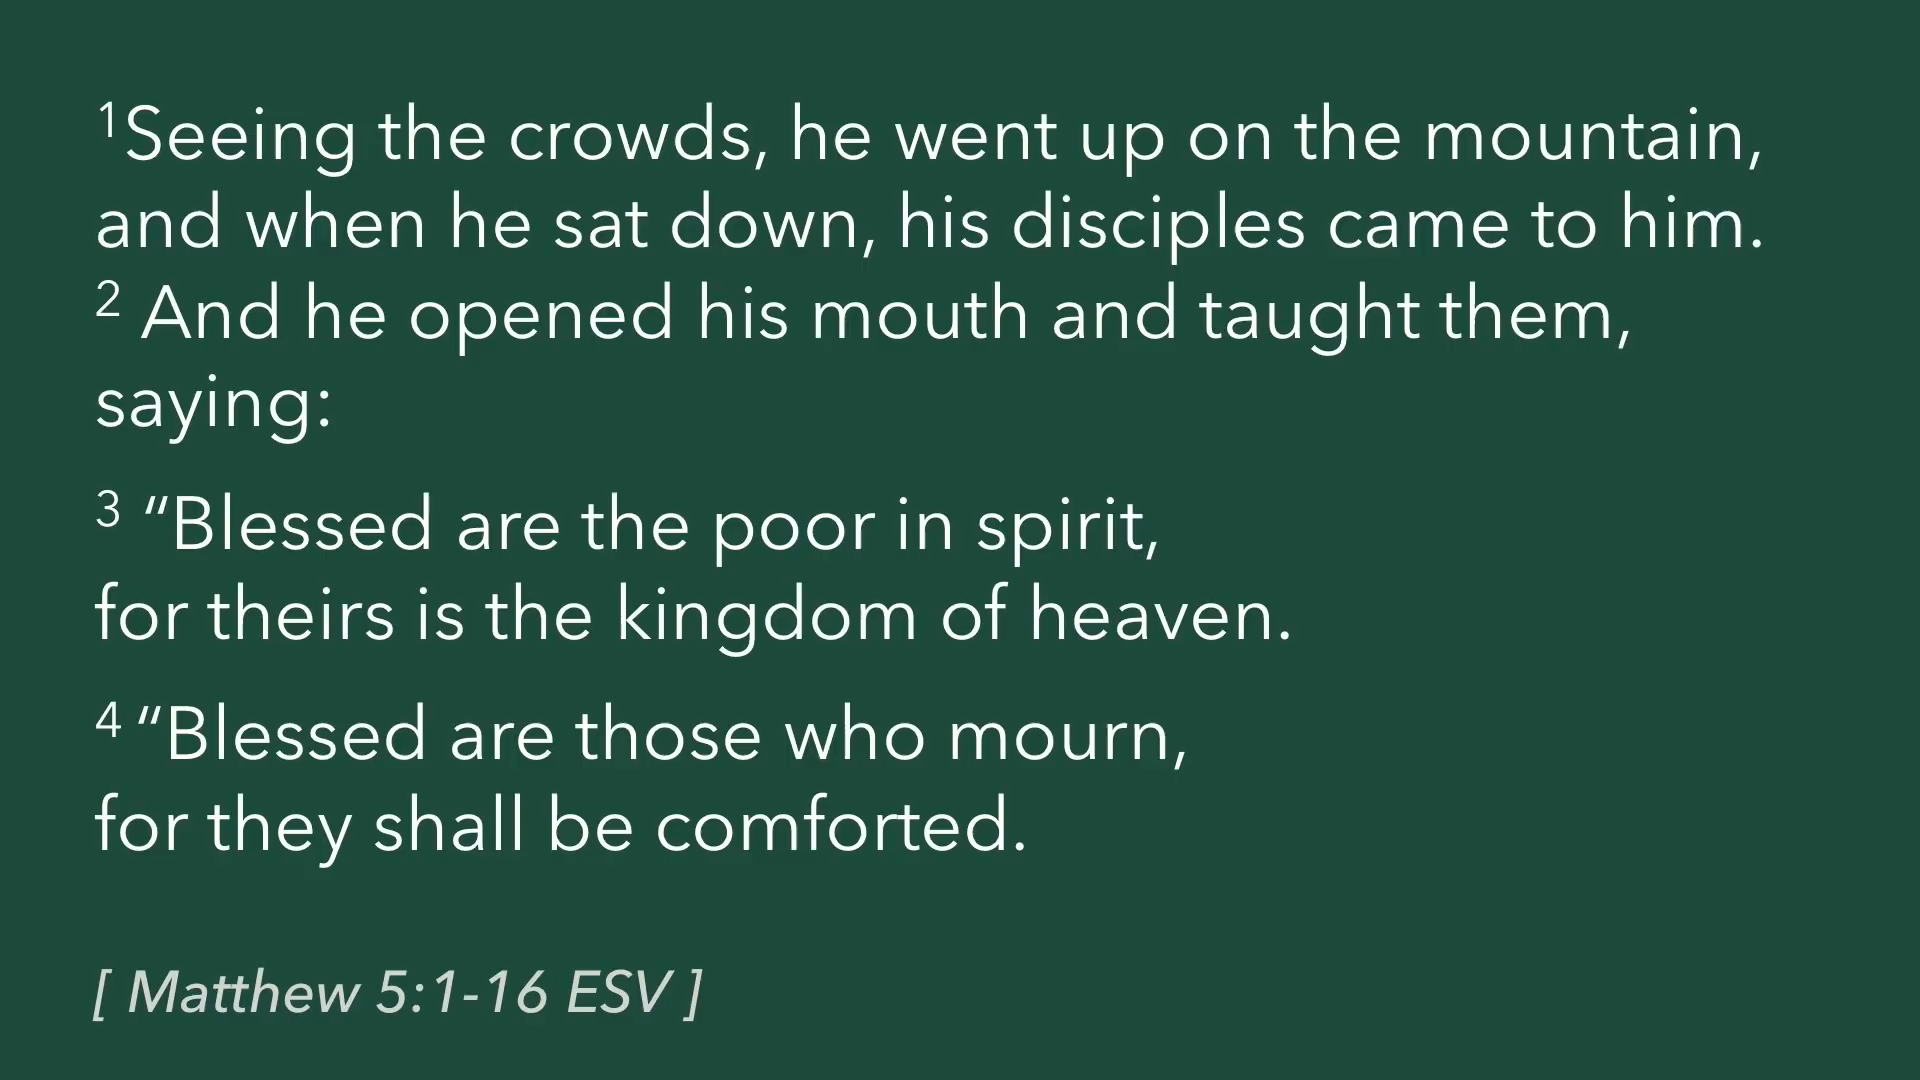 1Seeing the crowds, he went up on the mountain,
and when he sat down, his disciples came to him.
2 And he opened his mouth and taught them,
saying:
3 “Blessed are the poor in spirit,
for theirs is the kingdom of heaven.
4 “Blessed are those who mourn,
for they shall be comforted.
[ Matthew 5:1-16 ESV ]